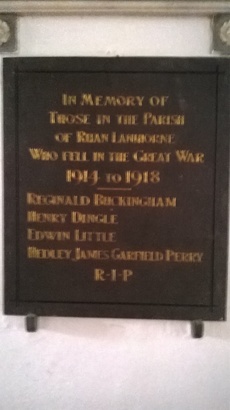 In Memory of
Those in the Parish
of Ruan Lanihorne
Who fell in the Great War
1914 to 1918
Reginald Buckingham
Henry Dingle
Edwin Little
Hedley James Garfield Perry
R·I·P